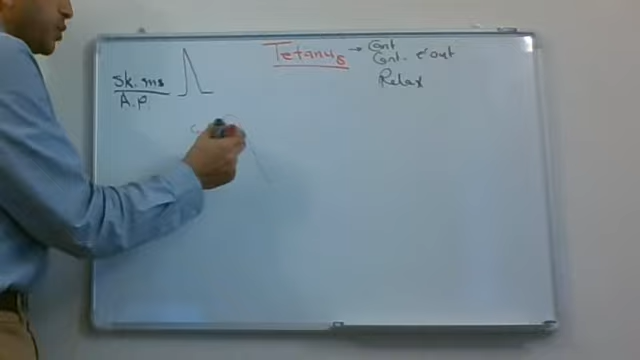 Tetanus → Cont
Cont. c̄out
Relax
Sk. ms
A.P.